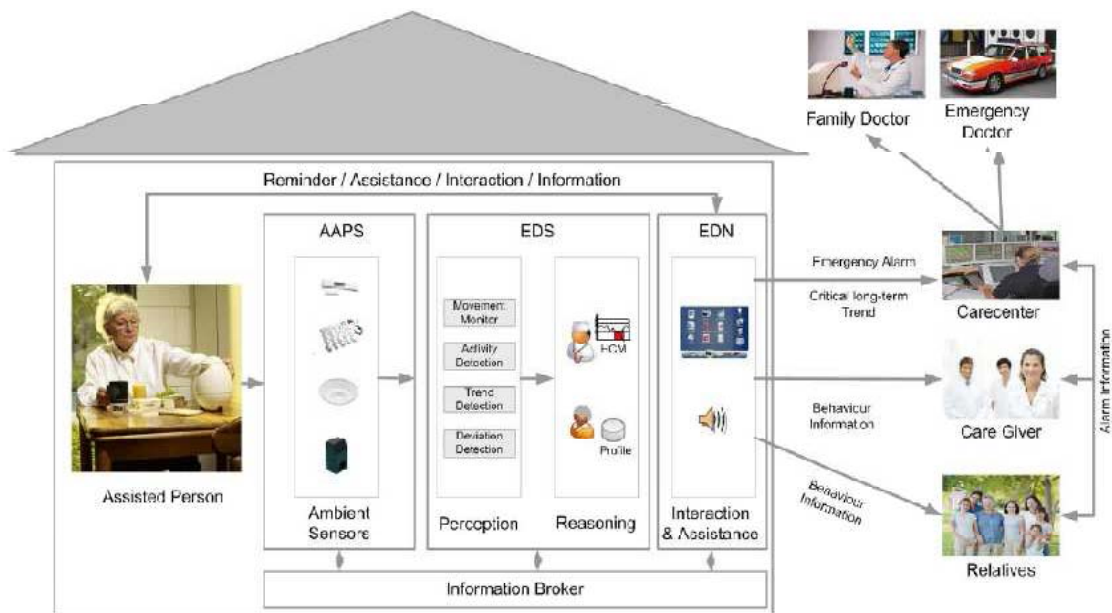 Family Doctor
Emergency
Doctor
Reminder / Assistance / Interaction / Information
AAPS
EDS
EDN
Movement
Monitor
Activity
Detection
Trend
Detection
Deviation
Detection
HCM
Profile
Emergency Alarm
Critical long-term
Trend
Carecenter
Behaviour
Information
Care Giver
Alarm Information
Behaviour
Information
Relatives
Assisted Person
Ambient
Sensors
Perception
Reasoning
Interaction
& Assistance
Information Broker